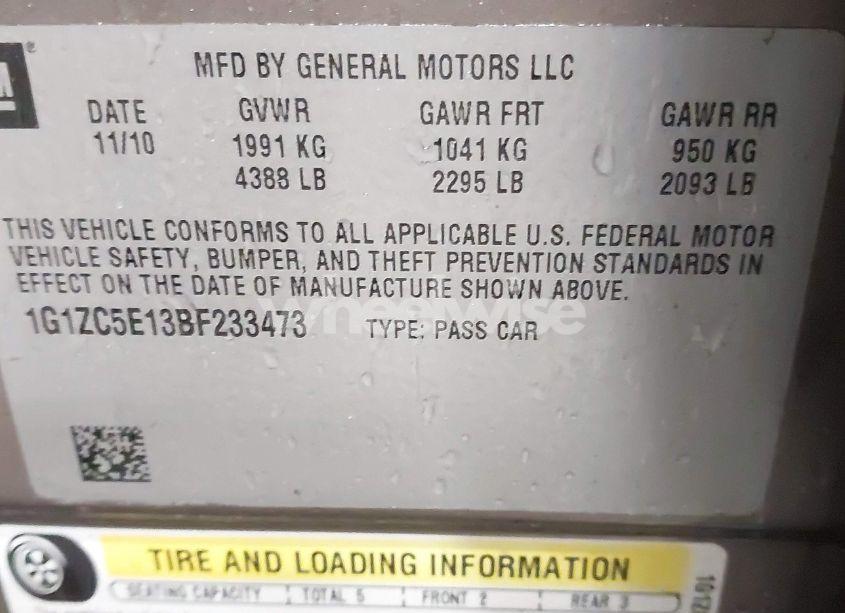 M ®
MFD BY GENERAL MOTORS LLC
DATE GVWR GAWR FRT GAWR RR
11/10 1991 KG 1041 KG 950 KG
4388 LB 2295 LB 2093 LB
THIS VEHICLE CONFORMS TO ALL APPLICABLE U.S. FEDERAL MOTOR
VEHICLE SAFETY, BUMPER, AND THEFT PREVENTION STANDARDS IN
EFFECT ON THE DATE OF MANUFACTURE SHOWN ABOVE.
1G1ZC5E13BF233473 TYPE: PASS CAR
Wheelwise
TIRE AND LOADING INFORMATION
SEATING CAPACITY TOTAL 5 FRONT 2 REAR 3